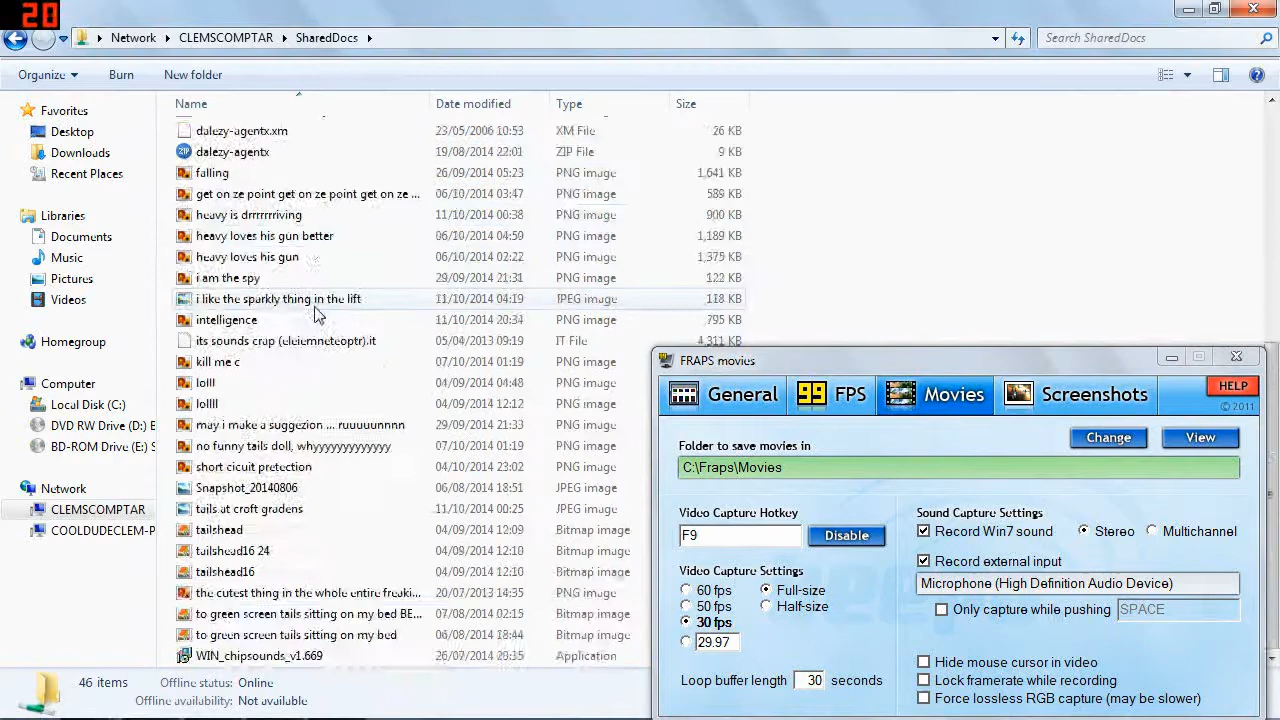 20
Network CLEMSCOMPTAR SharedDocs
Search SharedDocs
Organize Burn New folder
Name Date modified Type Size
Favorites
Desktop
Downloads
Recent Places
Libraries
Documents
Music
Pictures
Videos
Homegroup
Computer
Local Disk (C:)
DVD RW Drive (D:) E
BD-ROM Drive (E:) S
Network
CLEMSCOMPTAR
COOLDUDECLEM-P
dalezy-agentx.xm 23/05/2006 10:53 XM File 26 KB
dalezy-agentx 19/08/2014 22:01 ZIP File 9 KB
falling 26/09/2014 05:23 PNG image 1,641 KB
get on ze point get on ze point get on ze ... 06/10/2014 03:47 PNG image 589 KB
heavy is drrrrrriving 11/10/2014 00:38 PNG image 900 KB
heavy loves his gun better 06/10/2014 04:59 PNG image 1,189 KB
heavy loves his gun 06/10/2014 02:22 PNG image 1,375 KB
i am the spy 29/09/2014 21:31 PNG image 122 KB
i like the sparkly thing in the lift 11/10/2014 04:19 JPEG image 118 KB
intelligence 11/10/2014 20:34 PNG image 795 KB
its sounds crap (eleiemneteoptr).it 05/04/2013 09:19 IT File 4,311 KB
kill me c 07/10/2014 01:19 PNG image
lolll 04/09/2014 04:48 PNG image
lollll 04/09/2014 12:12 PNG image
may i make a suggezion ... ruuuuunnnn 29/09/2014 21:33 PNG image
no funny tails doll, whyyyyyyyyyyyy 07/10/2014 01:19 PNG image
short cicuit pretection 04/10/2014 23:02 PNG image
Snapshot_20140806 06/08/2014 18:51 JPEG image
tails at croft gradens 11/10/2014 00:25 JPEG image
tailshead 04/09/2014 12:09 Bitmap image
tailshead16 24 04/09/2014 12:10 Bitmap image
tailshead16 04/09/2014 12:10 Bitmap image
the cutest thing in the whole entire freaki... 20/07/2013 14:35 PNG image
to green screen tails sitting on my bed BE... 07/08/2014 02:15 Bitmap image
to green screen tails sitting on my bed 06/08/2014 18:44 Bitmap image
WIN_chipsounds_v1.669 26/07/2014 23:15 Application
46 items Offline status: Online
Offline availability: Not available
FRAPS movies
General 99 FPS Movies Screenshots HELP
© 2011
Folder to save movies in Change View
C:\Fraps\Movies
Video Capture Hotkey
F9 Disable
Video Capture Settings
60 fps Full-size
50 fps Half-size
30 fps
29.97
Loop buffer length 30 seconds
Sound Capture Settings
Record Win7 sound Stereo Multichannel
Record external input
Microphone (High Definition Audio Device)
Only capture while pushing SPACE
Hide mouse cursor in video
Lock framerate while recording
Force lossless RGB capture (may be slower)